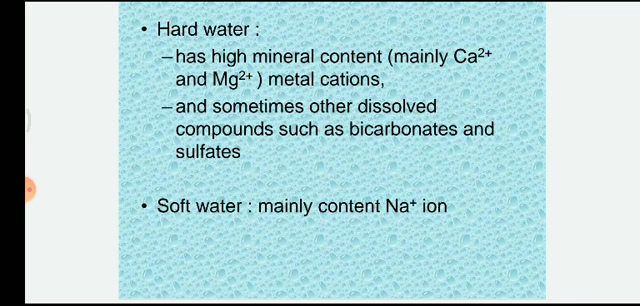 • Hard water :
–has high mineral content (mainly Ca²⁺
and Mg²⁺ ) metal cations,
–and sometimes other dissolved
compounds such as bicarbonates and
sulfates
• Soft water : mainly content Na⁺ ion